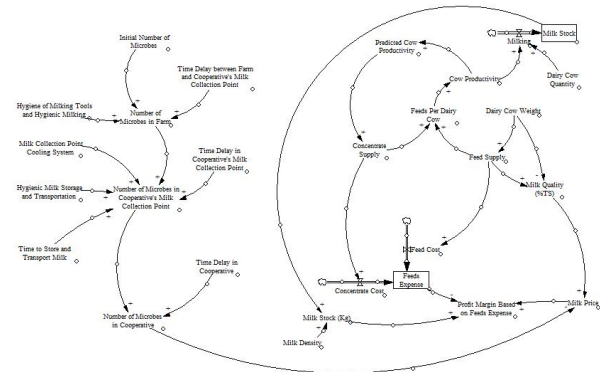 Initial Number of
Microbes
Time Delay between Farm
and Cooperative's Milk
Collection Point
Hygiene of Milking Tools
and Hygienic Milking
Number of
Microbes in Farm
Milk Collection Point
Cooling System
Time Delay in
Cooperative's Milk
Collection Point
Hygienic Milk Storage
and Transportation
Number of Microbes in
Cooperative's Milk
Collection Point
Time to Store and
Transport Milk
Time Delay in
Cooperative
Number of Microbes
in Cooperative
Predicted Cow
Productivity
Milking
Milk Stock
Cow Productivity
Dairy Cow
Quantity
Feeds Per Dairy
Cow
Dairy Cow Weight
Concentrate
Supply
Feed Supply
Milk Quality
(%TS)
Feed Cost
Concentrate Cost
Feeds
Expense
Milk Stock (Kg)
Profit Margin Based
on Feeds Expense
Milk Price
Milk Density